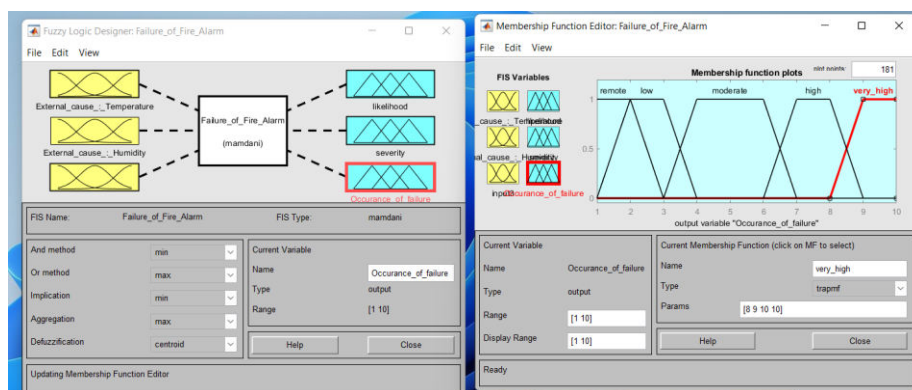 Fuzzy Logic Designer: Failure_of_Fire_Alarm
File Edit View
External_cause_:_Temperature
External_cause_:_Humidity
Failure_of_Fire_Alarm
(mamdani)
likelihood
severity
Occurance_of_failure
FIS Name: Failure_of_Fire_Alarm FIS Type: mamdani
And method min
Or method max
Implication min
Aggregation max
Defuzzification centroid
Current Variable
Name Occurance_of_failure
Type output
Range [1 10]
Help Close
Updating Membership Function Editor
Membership Function Editor: Failure_of_Fire_Alarm
File Edit View
FIS Variables
Membership function plots plot points: 181
_cause_:_Te
_cause_:_Humidity
Occurance_of_failure
remote low moderate high very_high
1
0.5
0
1 2 3 4 5 6 7 8 9 10
output variable "Occurance_of_failure"
Current Variable
Name Occurance_of_failure
Type output
Range [1 10]
Display Range [1 10]
Current Membership Function (click on MF to select)
Name very_high
Type trapmf
Params [8 9 10 10]
Help Close
Ready